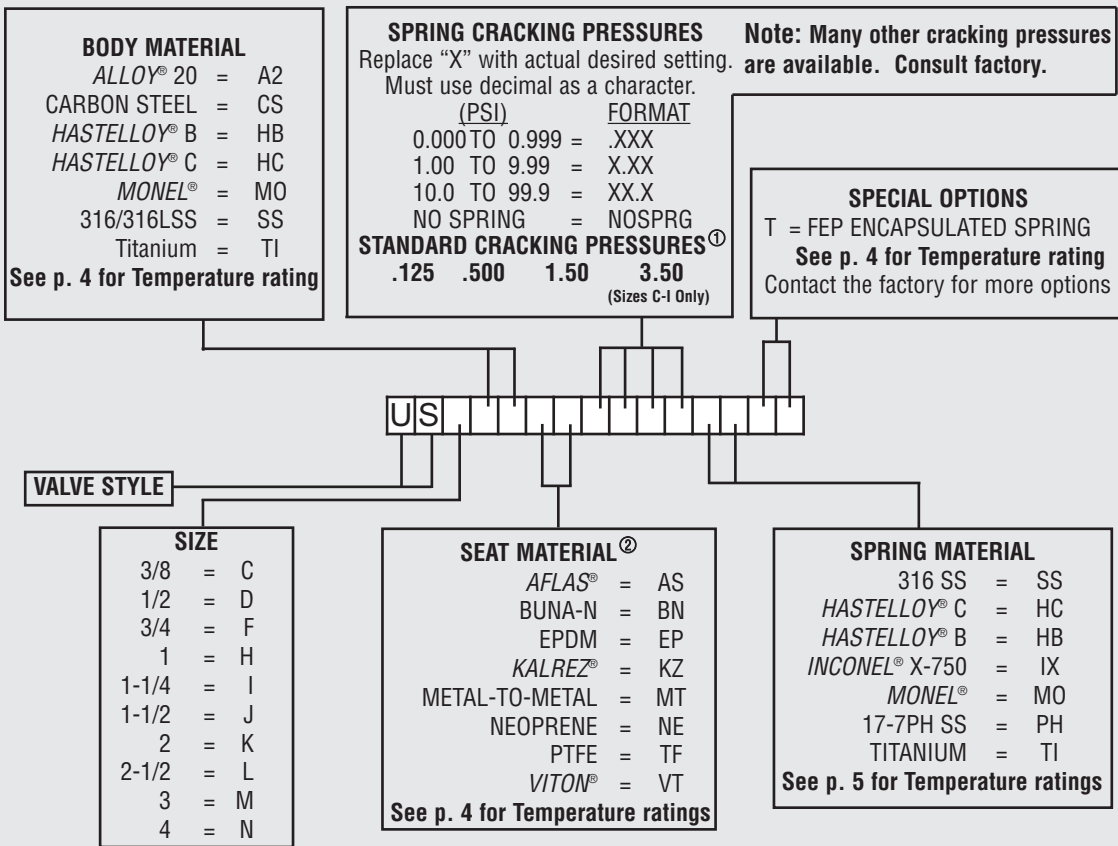 BODY MATERIAL
ALLOY® 20 = A2
CARBON STEEL = CS
HASTELLOY® B = HB
HASTELLOY® C = HC
MONEL® = MO
316/316LSS = SS
Titanium = TI
See p. 4 for Temperature rating
SPRING CRACKING PRESSURES
Replace “X” with actual desired setting.
Must use decimal as a character.
(PSI) FORMAT
0.000 TO 0.999 = .XXX
1.00 TO 9.99 = X.XX
10.0 TO 99.9 = XX.X
NO SPRING = NOSPRG
STANDARD CRACKING PRESSURES①
.125 .500 1.50 3.50
(Sizes C-I Only)
Note: Many other cracking pressures
are available. Consult factory.
SPECIAL OPTIONS
T = FEP ENCAPSULATED SPRING
See p. 4 for Temperature rating
Contact the factory for more options
US
VALVE STYLE
SIZE
3/8 = C
1/2 = D
3/4 = F
1 = H
1-1/4 = I
1-1/2 = J
2 = K
2-1/2 = L
3 = M
4 = N
SEAT MATERIAL②
AFLAS® = AS
BUNA-N = BN
EPDM = EP
KALREZ® = KZ
METAL-TO-METAL = MT
NEOPRENE = NE
PTFE = TF
VITON® = VT
See p. 4 for Temperature ratings
SPRING MATERIAL
316 SS = SS
HASTELLOY® C = HC
HASTELLOY® B = HB
INCONEL® X-750 = IX
MONEL® = MO
17-7PH SS = PH
TITANIUM = TI
See p. 5 for Temperature ratings